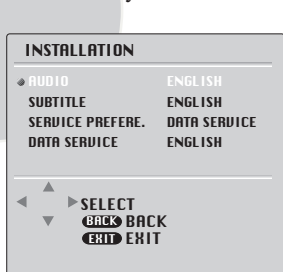 INSTALLATION
AUDIO ENGLISH
SUBTITLE ENGLISH
SERVICE PREFERE. DATA SERVICE
DATA SERVICE ENGLISH
SELECT
BACK BACK
EXIT EXIT